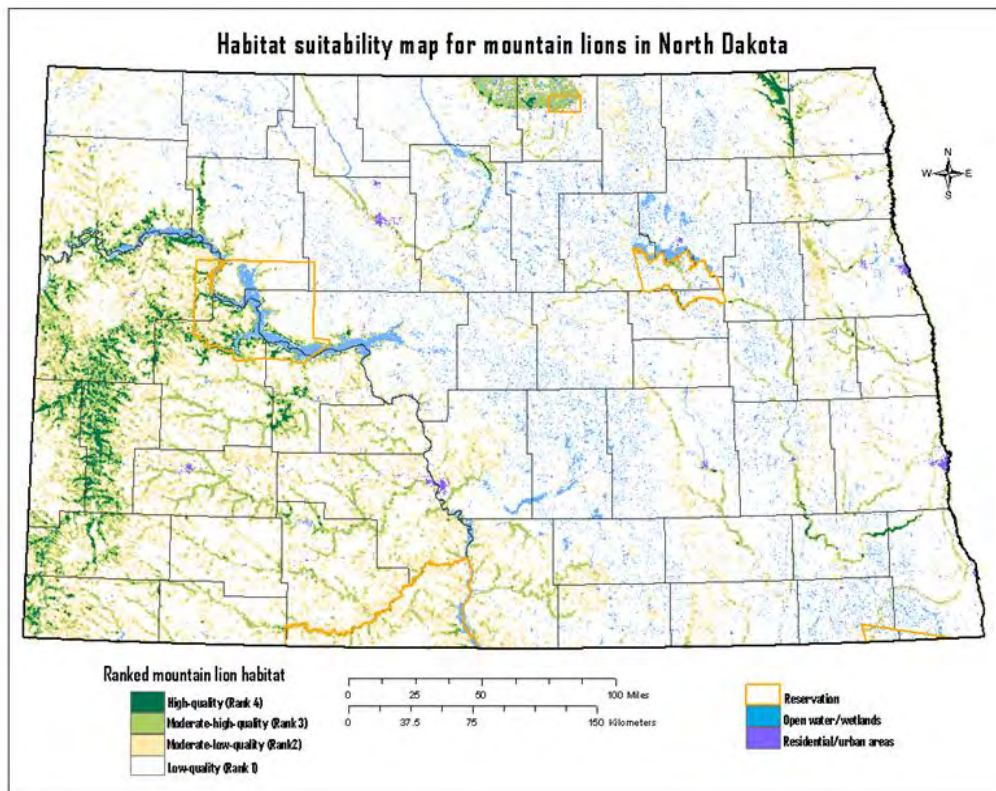 Habitat suitability map for mountain lions in North Dakota
N
W E
S
Ranked mountain lion habitat
High-quality (Rank 4)
Moderate-high-quality (Rank 3)
Moderate-low-quality (Rank2)
Low-quality (Rank 1)
0 25 50 100 Miles
0 37.5 75 150 Kilometers
Reservation
Open water/wetlands
Residential/urban areas